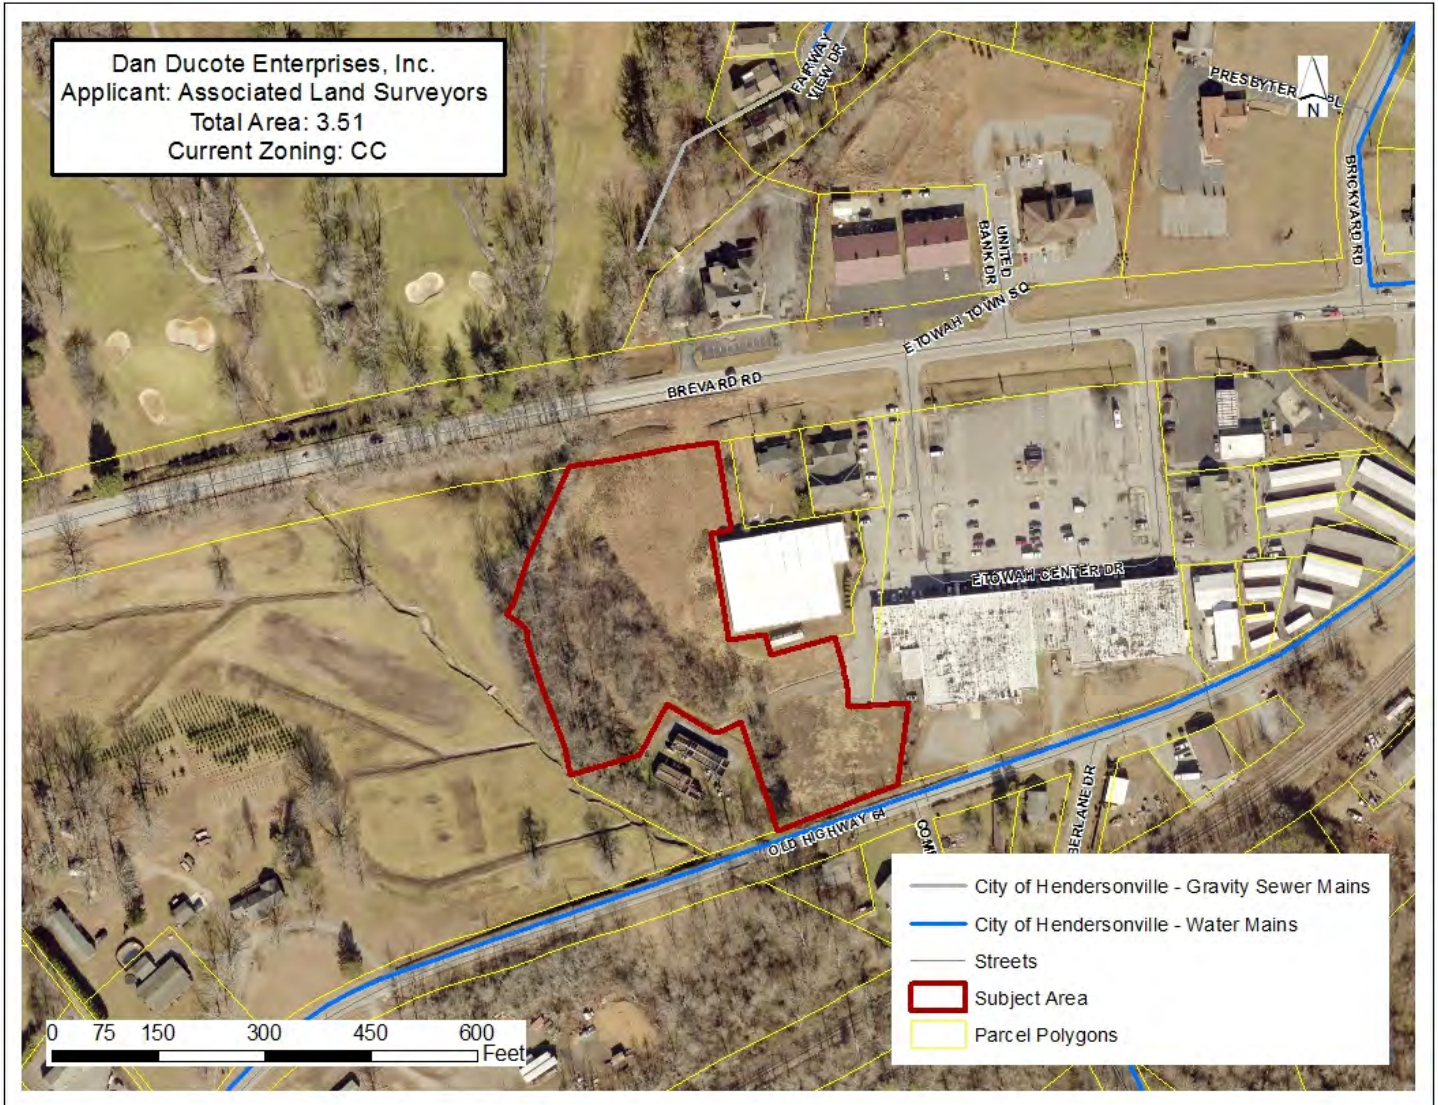 Dan Ducote Enterprises, Inc.
Applicant: Associated Land Surveyors
Total Area: 3.51
Current Zoning: CC
FAIRWAY
VIEW DR
N
BRICKYARD RD
UNITED
BANK DR
ETOWAH TOWN SQ
BREVARD RD
ETOWAH CENTER DR
OLD HIGHWAY 64
City of Hendersonville - Gravity Sewer Mains
City of Hendersonville - Water Mains
Streets
Subject Area
Parcel Polygons
0 75 150 300 450 600
Feet